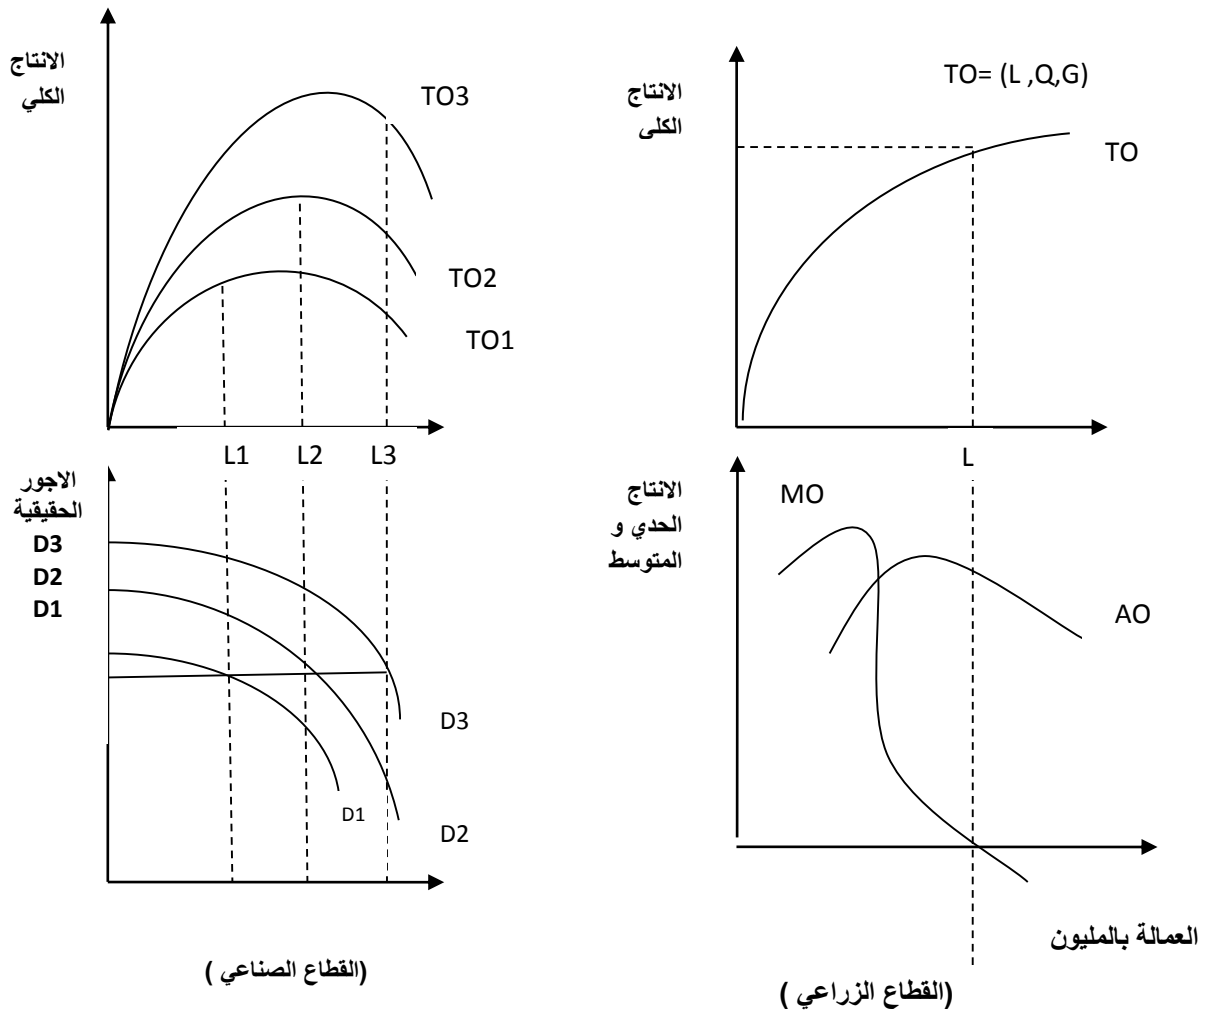 الانتاج
الكلي
TO3
TO2
TO1
L1
L2
L3
الاجور
الحقيقية
D3
D2
D1
D3
D1
D2
(القطاع الصناعي )
الانتاج
الكلى
TO= (L ,Q,G)
TO
L
الانتاج
الحدي و
المتوسط
MO
AO
العمالة بالمليون
(القطاع الزراعي )